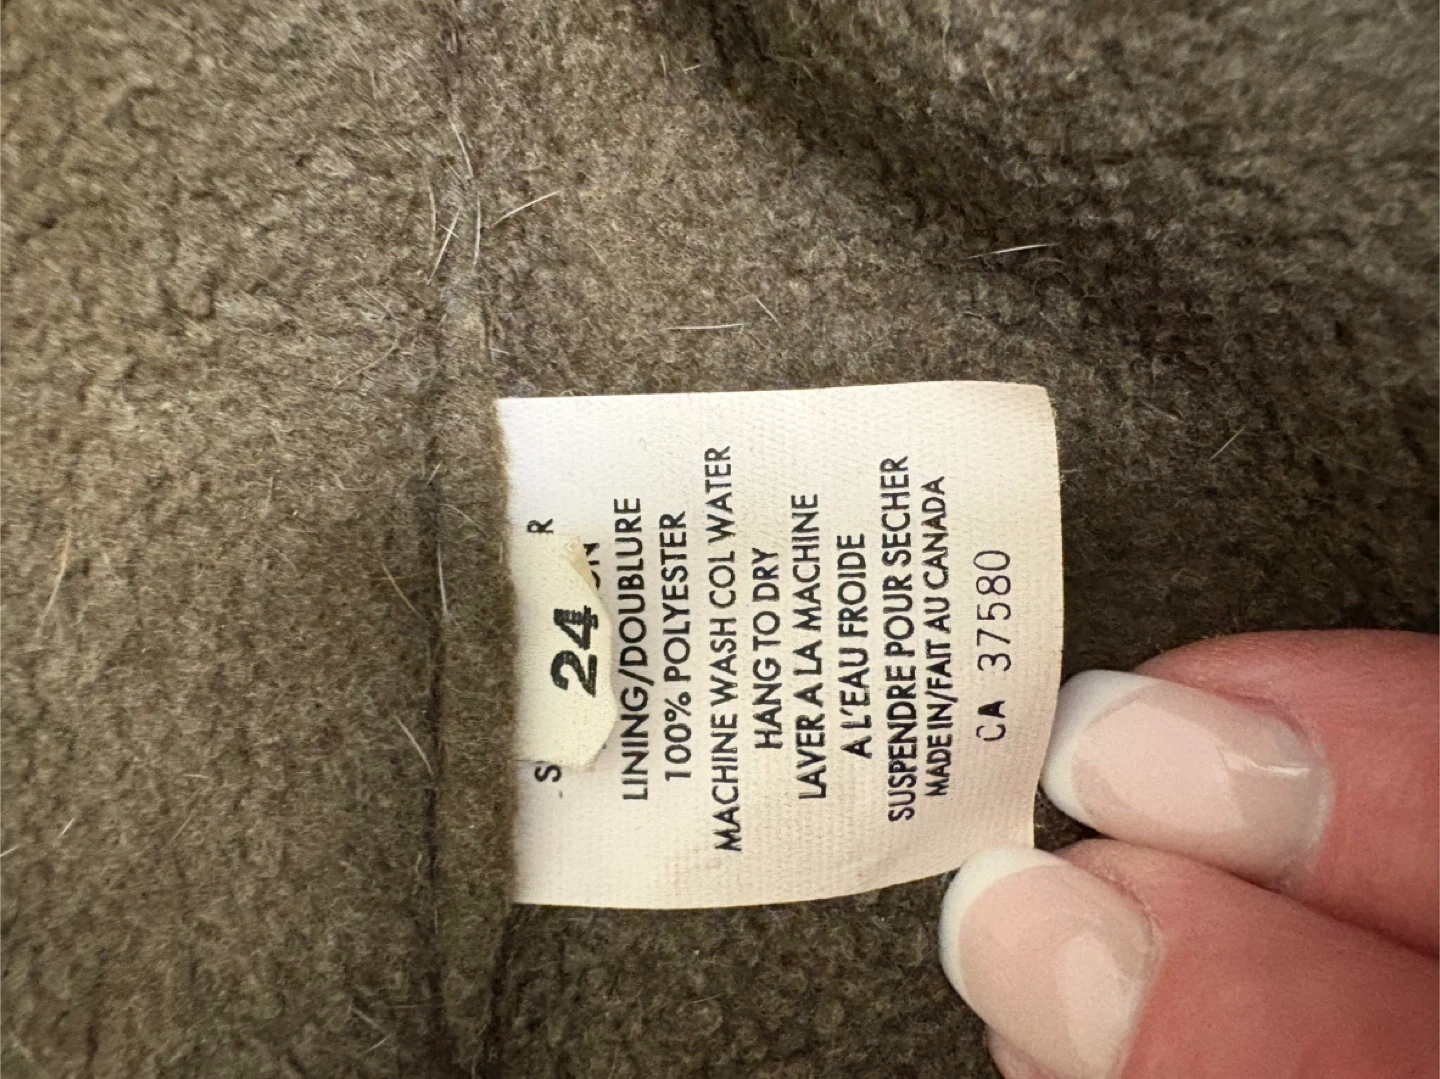 24
LINING/DOUBLURE
100% POLYESTER
MACHINE WASH COL WATER
HANG TO DRY
LAVER A LA MACHINE
A L'EAU FROIDE
SUSPENDRE POUR SECHER
MADE IN/FAIT AU CANADA
CA 37580